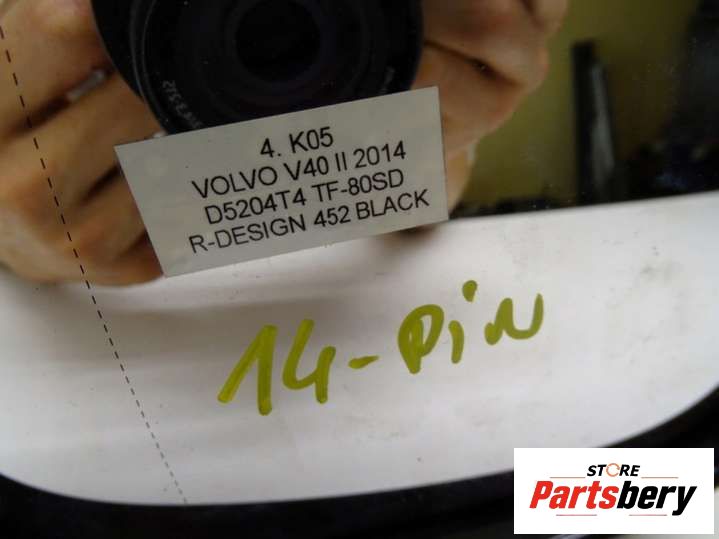 4. K05
VOLVO V40 II 2014
D5204T4 TF-80SD
R-DESIGN 452 BLACK
14-PiN
STORE
Partsbery